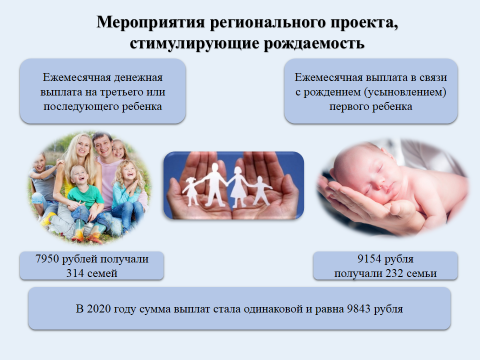 Мероприятия регионального проекта,
стимулирующие рождаемость
Ежемесячная денежная
выплата на третьего или
последующего ребенка
Ежемесячная выплата в связи
с рождением (усыновлением)
первого ребенка
7950 рублей получали
314 семей
9154 рубля
получали 232 семьи
В 2020 году сумма выплат стала одинаковой и равна 9843 рубля